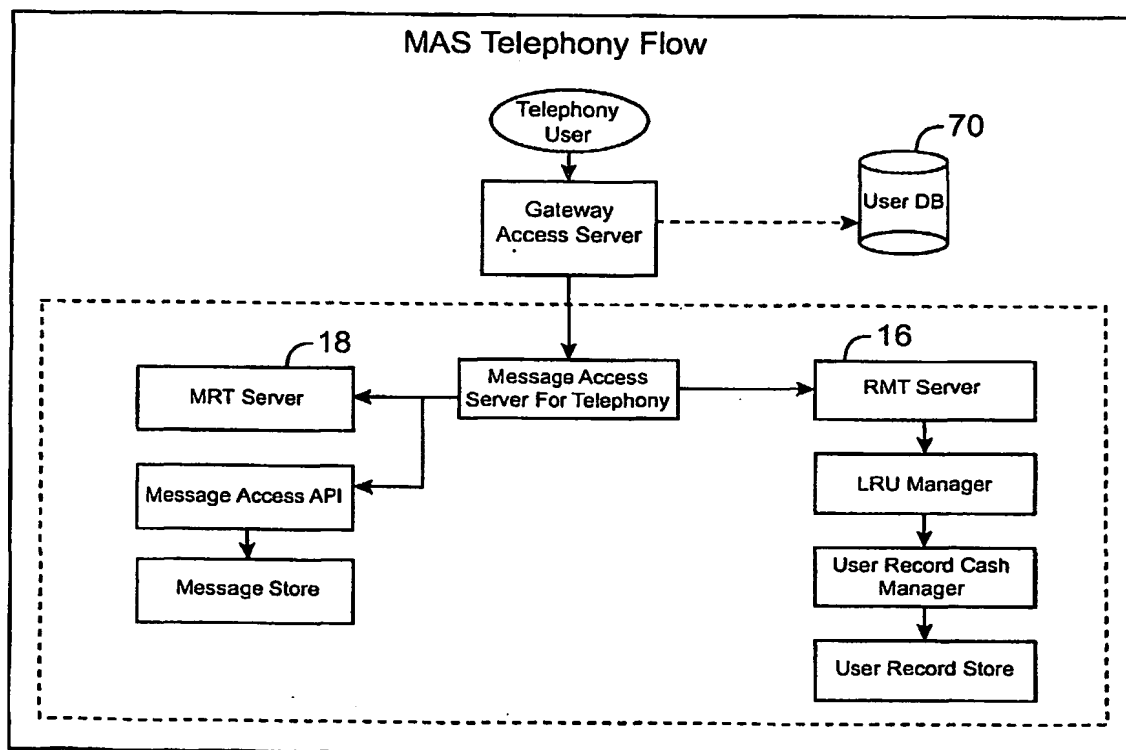 MAS Telephony Flow
Telephony
User
70
User DB
Gateway
Access Server
18
MRT Server
Message Access
Server For Telephony
16
RMT Server
Message Access API
LRU Manager
Message Store
User Record Cash
Manager
User Record Store